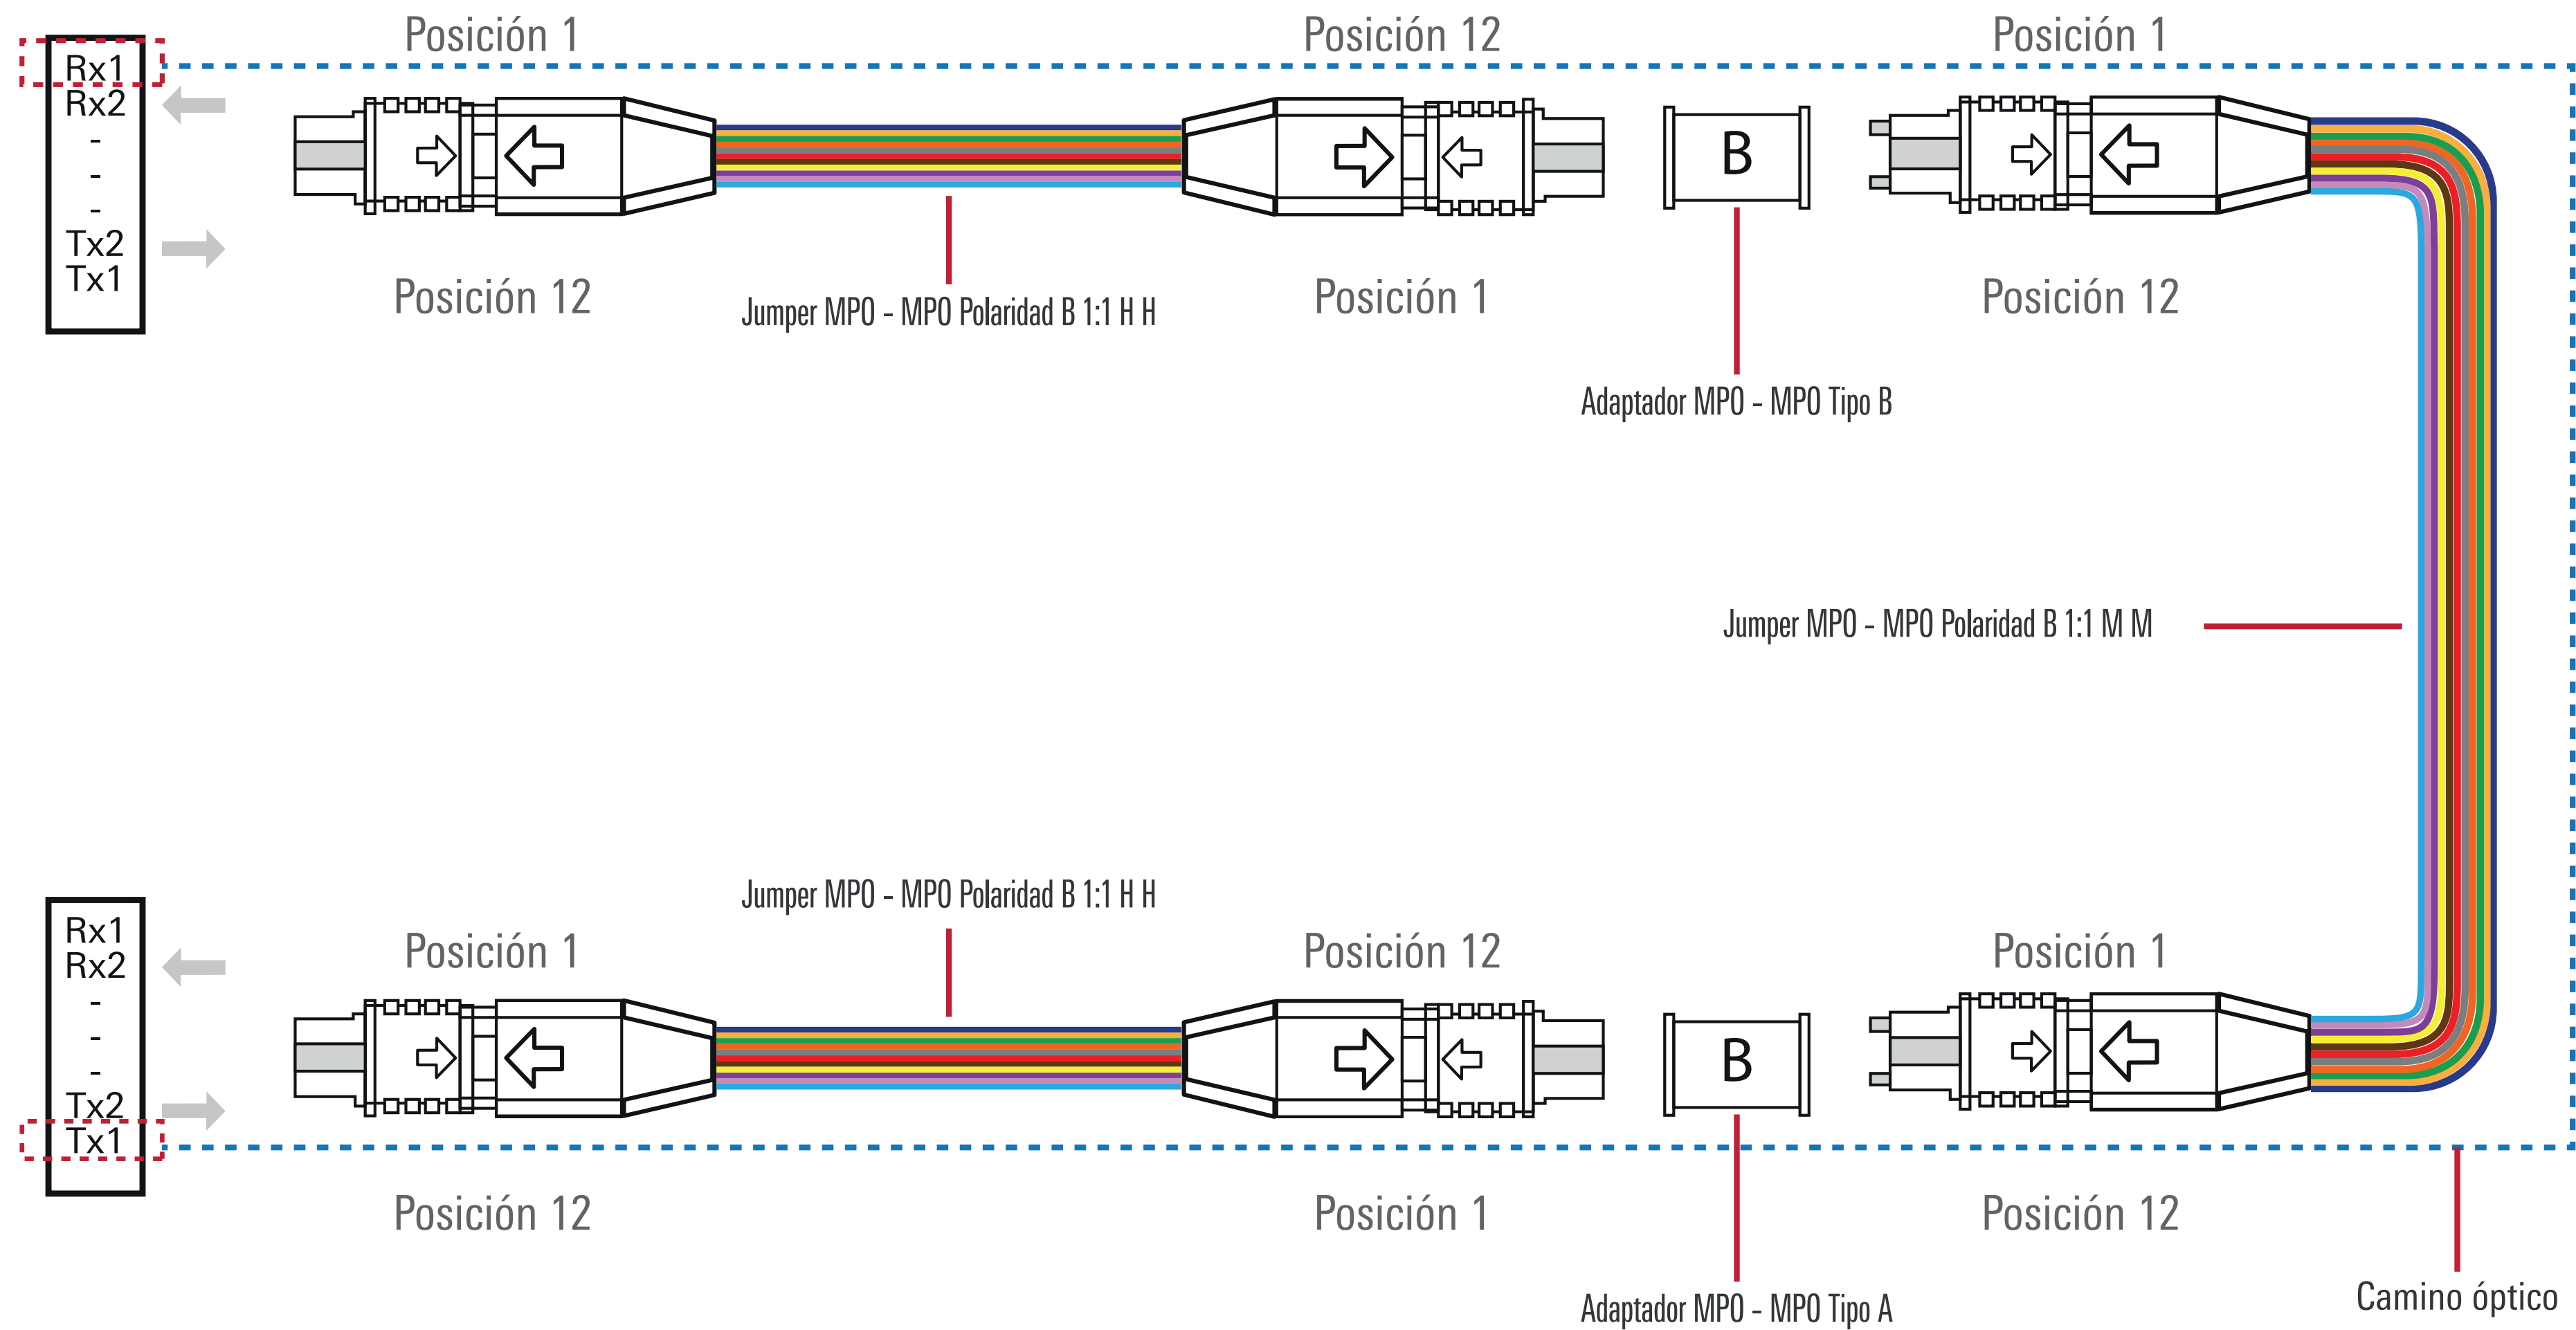 Posición 1
Posición 12
Posición 1
Rx1
Rx2
-
-
-
Tx2
Tx1
B
Posición 12
Jumper MPO - MPO Polaridad B 1:1 H H
Posición 1
Posición 12
Adaptador MPO - MPO Tipo B
Jumper MPO - MPO Polaridad B 1:1 M M
Jumper MPO - MPO Polaridad B 1:1 H H
Posición 1
Posición 12
Posición 1
Rx1
Rx2
-
-
-
Tx2
Tx1
B
Posición 12
Posición 1
Posición 12
Adaptador MPO - MPO Tipo A
Camino óptico